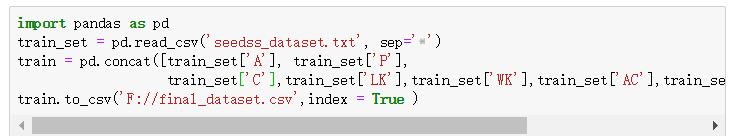 import pandas as pd
train_set = pd.read_csv('seedss_dataset.txt', sep='*')
train = pd.concat([train_set['A'], train_set['P'],
train_set['C'],train_set['LK'],train_set['WK'],train_set['AC'],train_se
train.to_csv('F://final_dataset.csv',index = True )